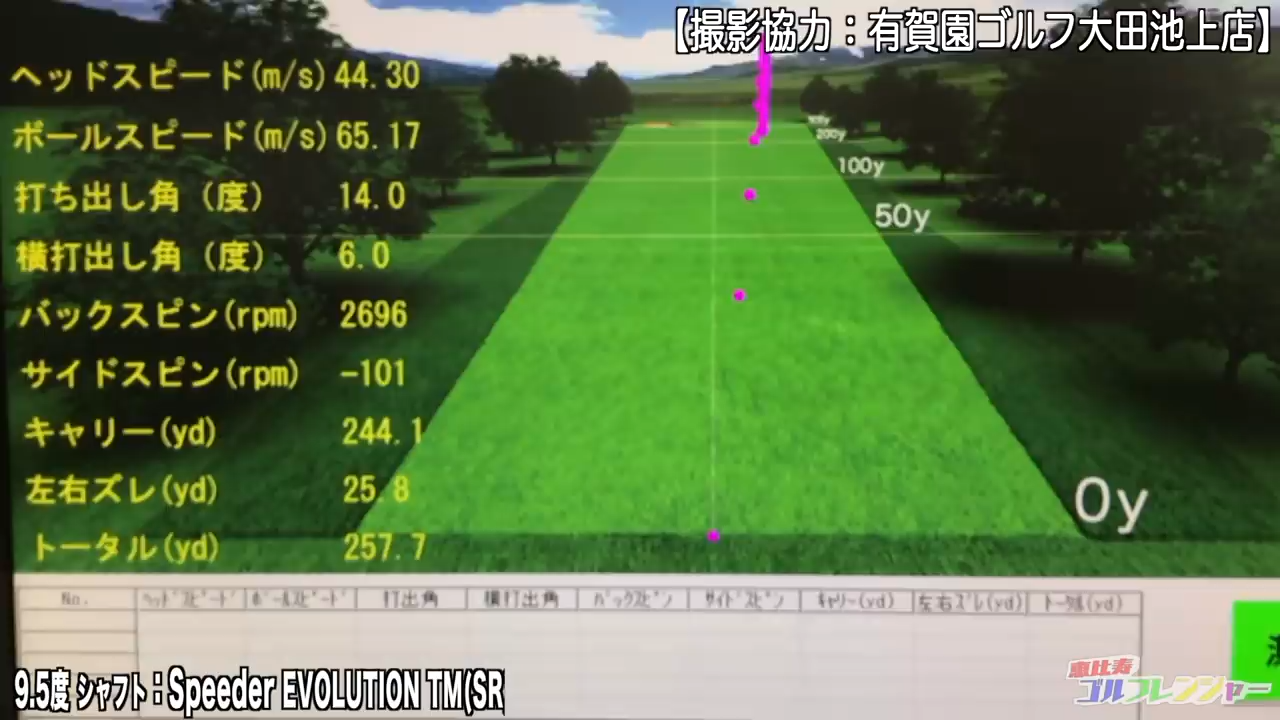 【撮影協力：有賀園ゴルフ大田池上店】
ヘッドスピード(m/s) 44.30
ボールスピード(m/s) 65.17
打ち出し角（度） 14.0
横打出し角（度） 6.0
バックスピン(rpm) 2696
サイドスピン(rpm) -101
キャリー(yd) 244.1
左右ズレ(yd) 25.8
トータル(yd) 257.7
200y
100y
50y
0y
No. ヘッドスピード ボールスピード 打出角 横打出角 バックスピン サイドスピン キャリー(yd) 左右ズレ(yd) トータル(yd)
9.5度 シャフト：Speeder EVOLUTION TM(SR
恵比寿
ゴルフレンジャー